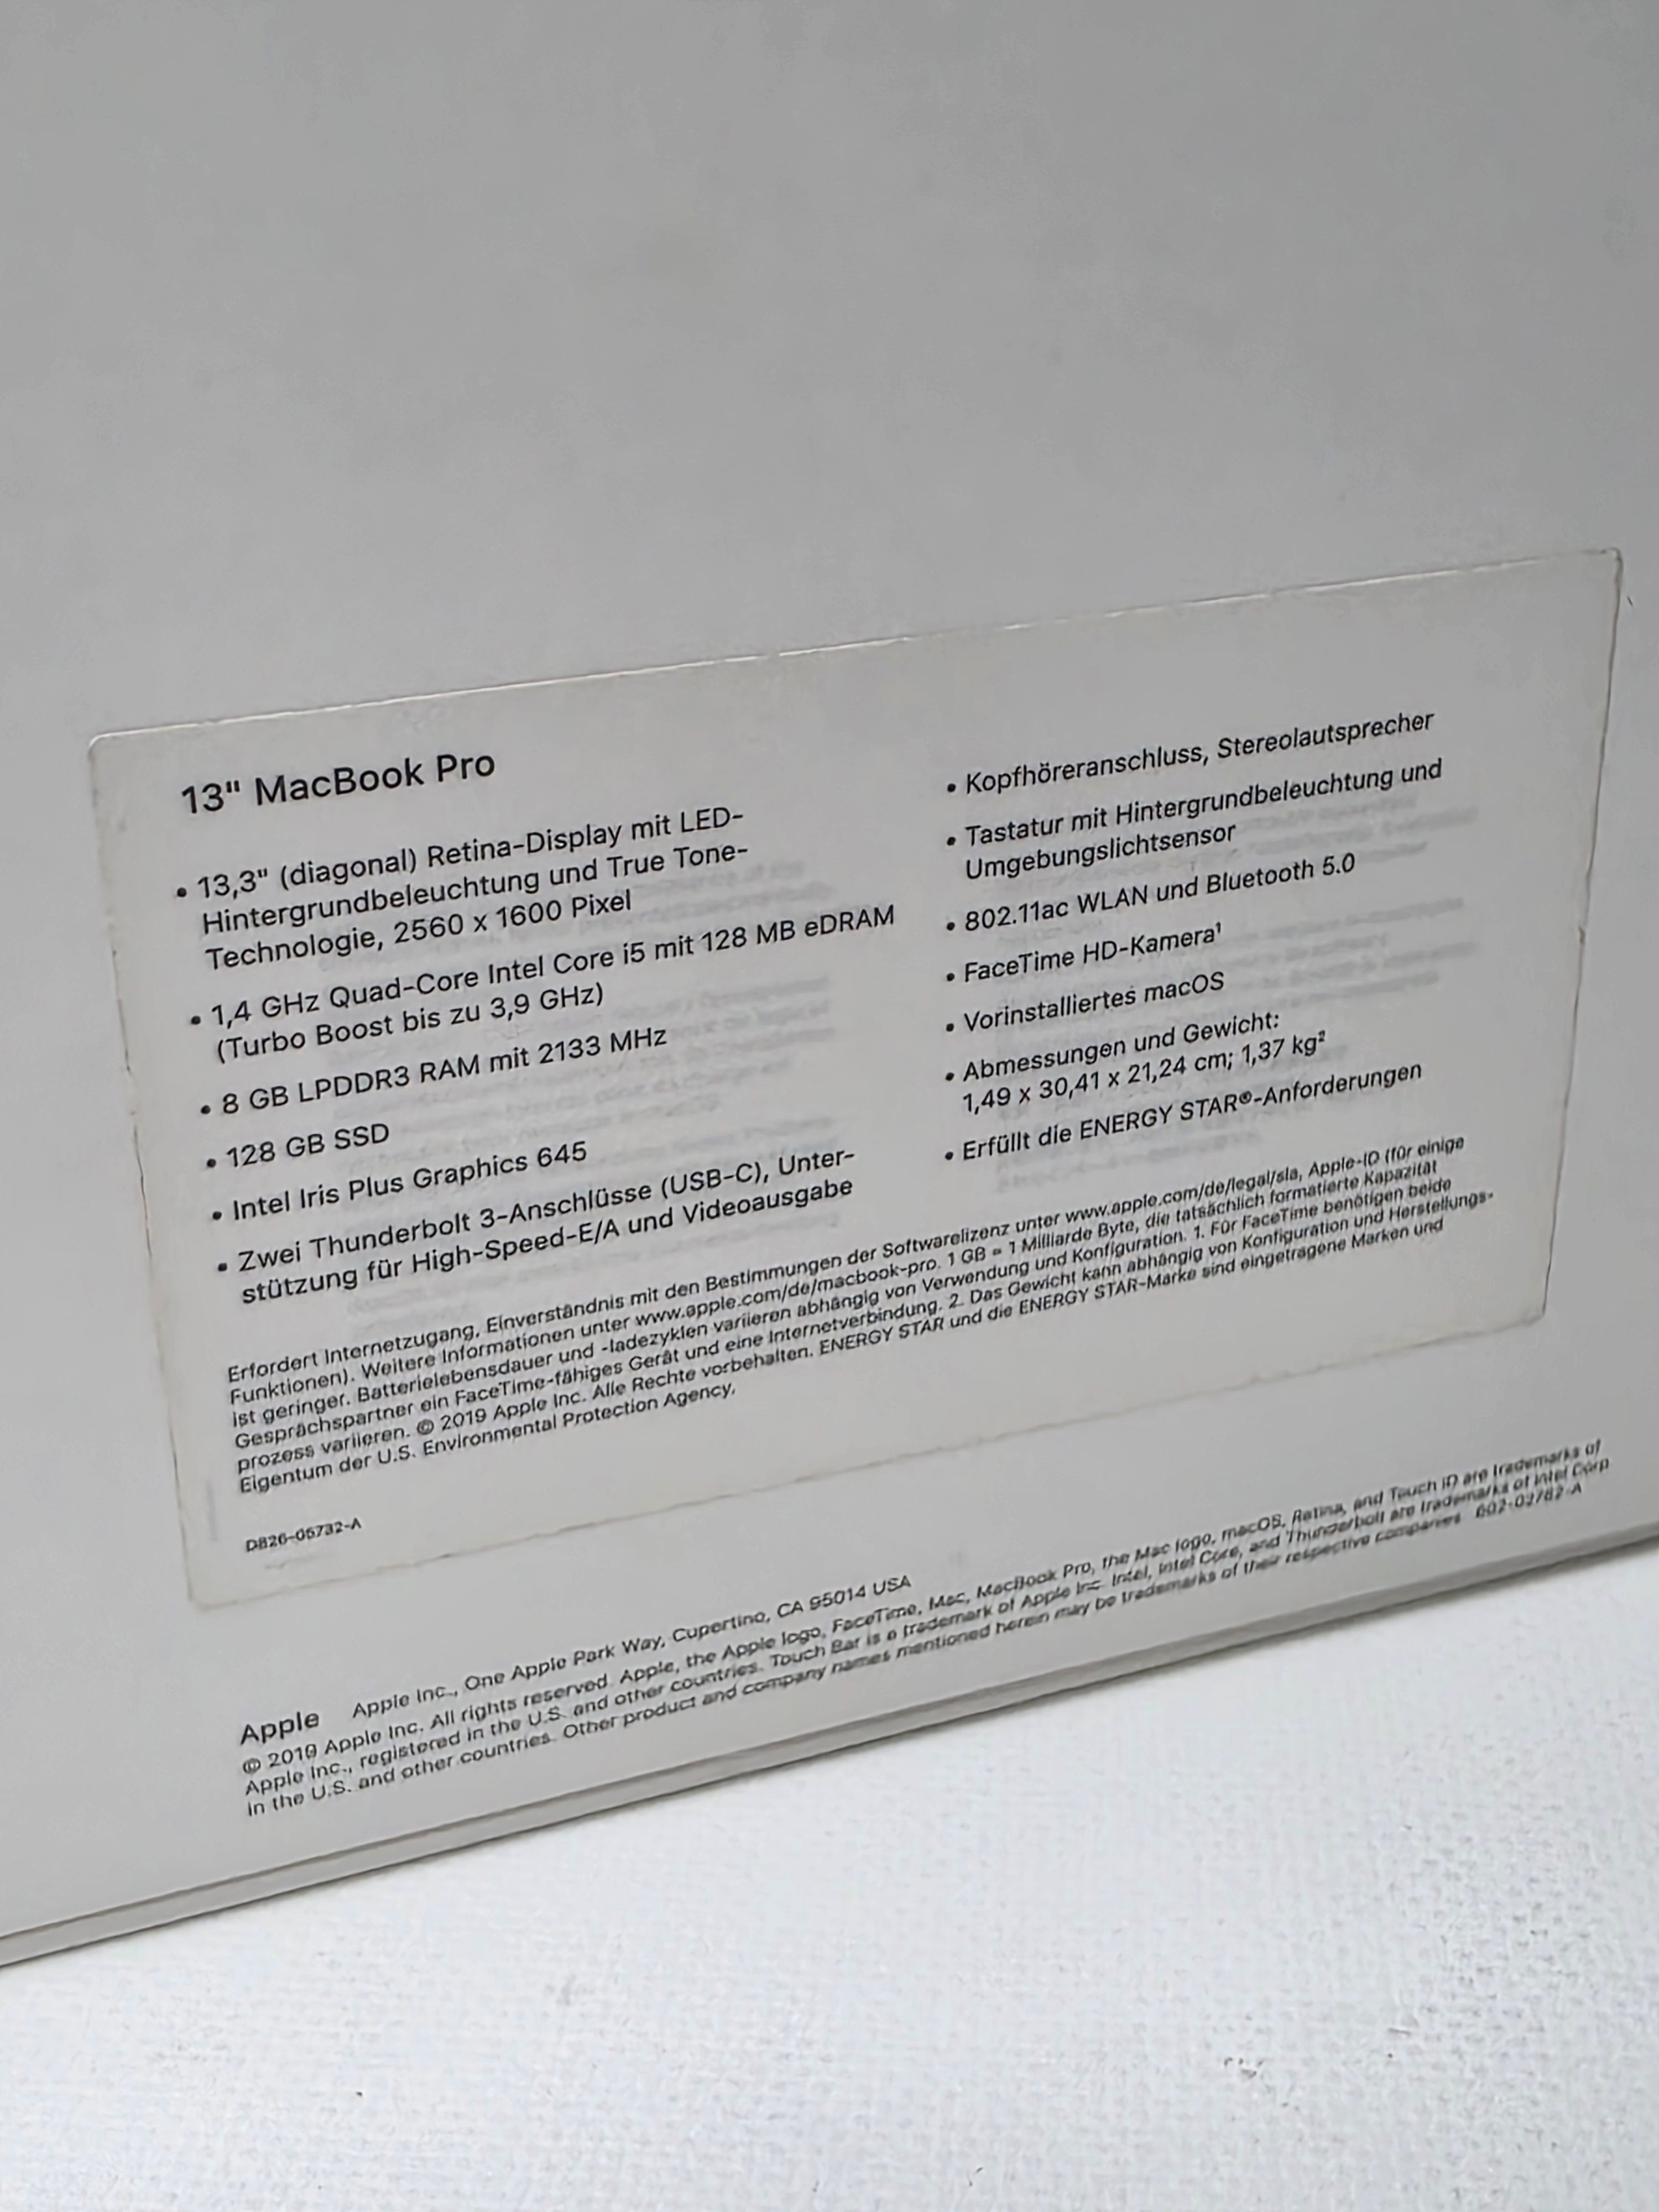 13" MacBook Pro
• 13,3" (diagonal) Retina-Display mit LED-
Hintergrundbeleuchtung und True Tone-
Technologie, 2560 x 1600 Pixel
• 1,4 GHz Quad-Core Intel Core i5 mit 128 MB eDRAM
(Turbo Boost bis zu 3,9 GHz)
• 8 GB LPDDR3 RAM mit 2133 MHz
• 128 GB SSD
• Intel Iris Plus Graphics 645
• Zwei Thunderbolt 3-Anschlüsse (USB-C), Unter-
stützung für High-Speed-E/A und Videoausgabe
• Kopfhöreranschluss, Stereolautsprecher
• Tastatur mit Hintergrundbeleuchtung und
Umgebungslichtsensor
• 802.11ac WLAN und Bluetooth 5.0
• FaceTime HD-Kamera¹
• Vorinstalliertes macOS
• Abmessungen und Gewicht:
1,49 x 30,41 x 21,24 cm; 1,37 kg²
• Erfüllt die ENERGY STAR®-Anforderungen
Erfordert Internetzugang, Einverständnis mit den Bestimmungen der Softwarelizenz unter www.apple.com/de/legal/sla, Apple-ID (für einige
Funktionen). Weitere Informationen unter www.apple.com/de/macbook-pro. 1 GB = 1 Milliarde Byte, die tatsächlich formatierte Kapazität
ist geringer. Batterielebensdauer und -ladezyklen variieren abhängig von Verwendung und Konfiguration. 1. Für FaceTime benötigen beide
Gesprächspartner ein FaceTime-fähiges Gerät und eine Internetverbindung. 2. Das Gewicht kann abhängig von Konfiguration und Herstellungs-
prozess variieren. © 2019 Apple Inc. Alle Rechte vorbehalten. ENERGY STAR und die ENERGY STAR-Marke sind eingetragene Marken und
Eigentum der U.S. Environmental Protection Agency.
D826-05732-A
Apple Apple Inc., One Apple Park Way, Cupertino, CA 95014 USA
© 2019 Apple Inc. All rights reserved. Apple, the Apple logo, FaceTime, Mac, MacBook Pro, the Mac logo, macOS, Retina, and Touch ID are trademarks of
Apple Inc., registered in the U.S. and other countries. Touch Bar is a trademark of Apple Inc. Intel, Intel Core, and Thunderbolt are trademarks of Intel Corp
in the U.S. and other countries. Other product and company names mentioned herein may be trademarks of their respective companies